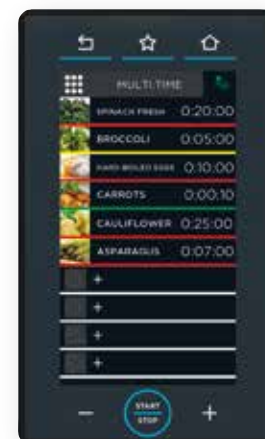 MULTI.TIME
SPINACH FRESH 0:20:00
BROCCOLI 0:05:00
HARD BOILED EGGS 0:10:00
CARROTS 0:00:10
CAULIFLOWER 0:25:00
ASPARAGUS 0:07:00
+
+
+
+
− START STOP +